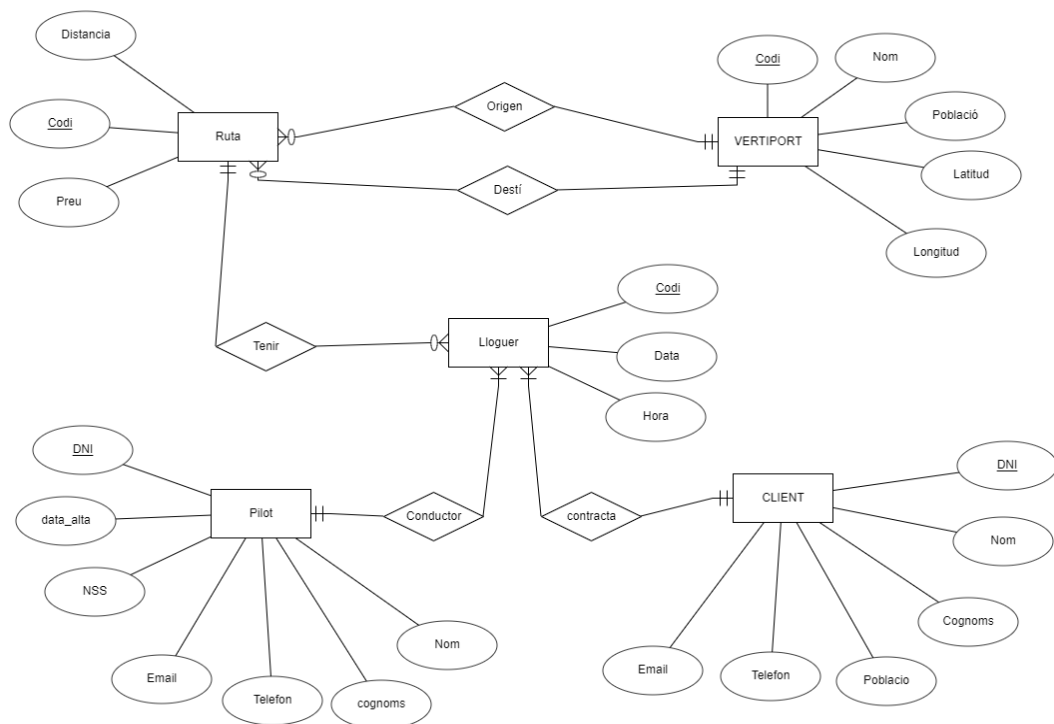 Distancia
Codi
Preu
Ruta
Origen
Destí
Codi
Nom
VERTIPORT
Població
Latitud
Longitud
Tenir
Lloguer
Codi
Data
Hora
DNI
data_alta
NSS
Pilot
Conductor
contracta
CLIENT
DNI
Nom
Cognoms
Email
Telefon
cognoms
Nom
Email
Telefon
Poblacio